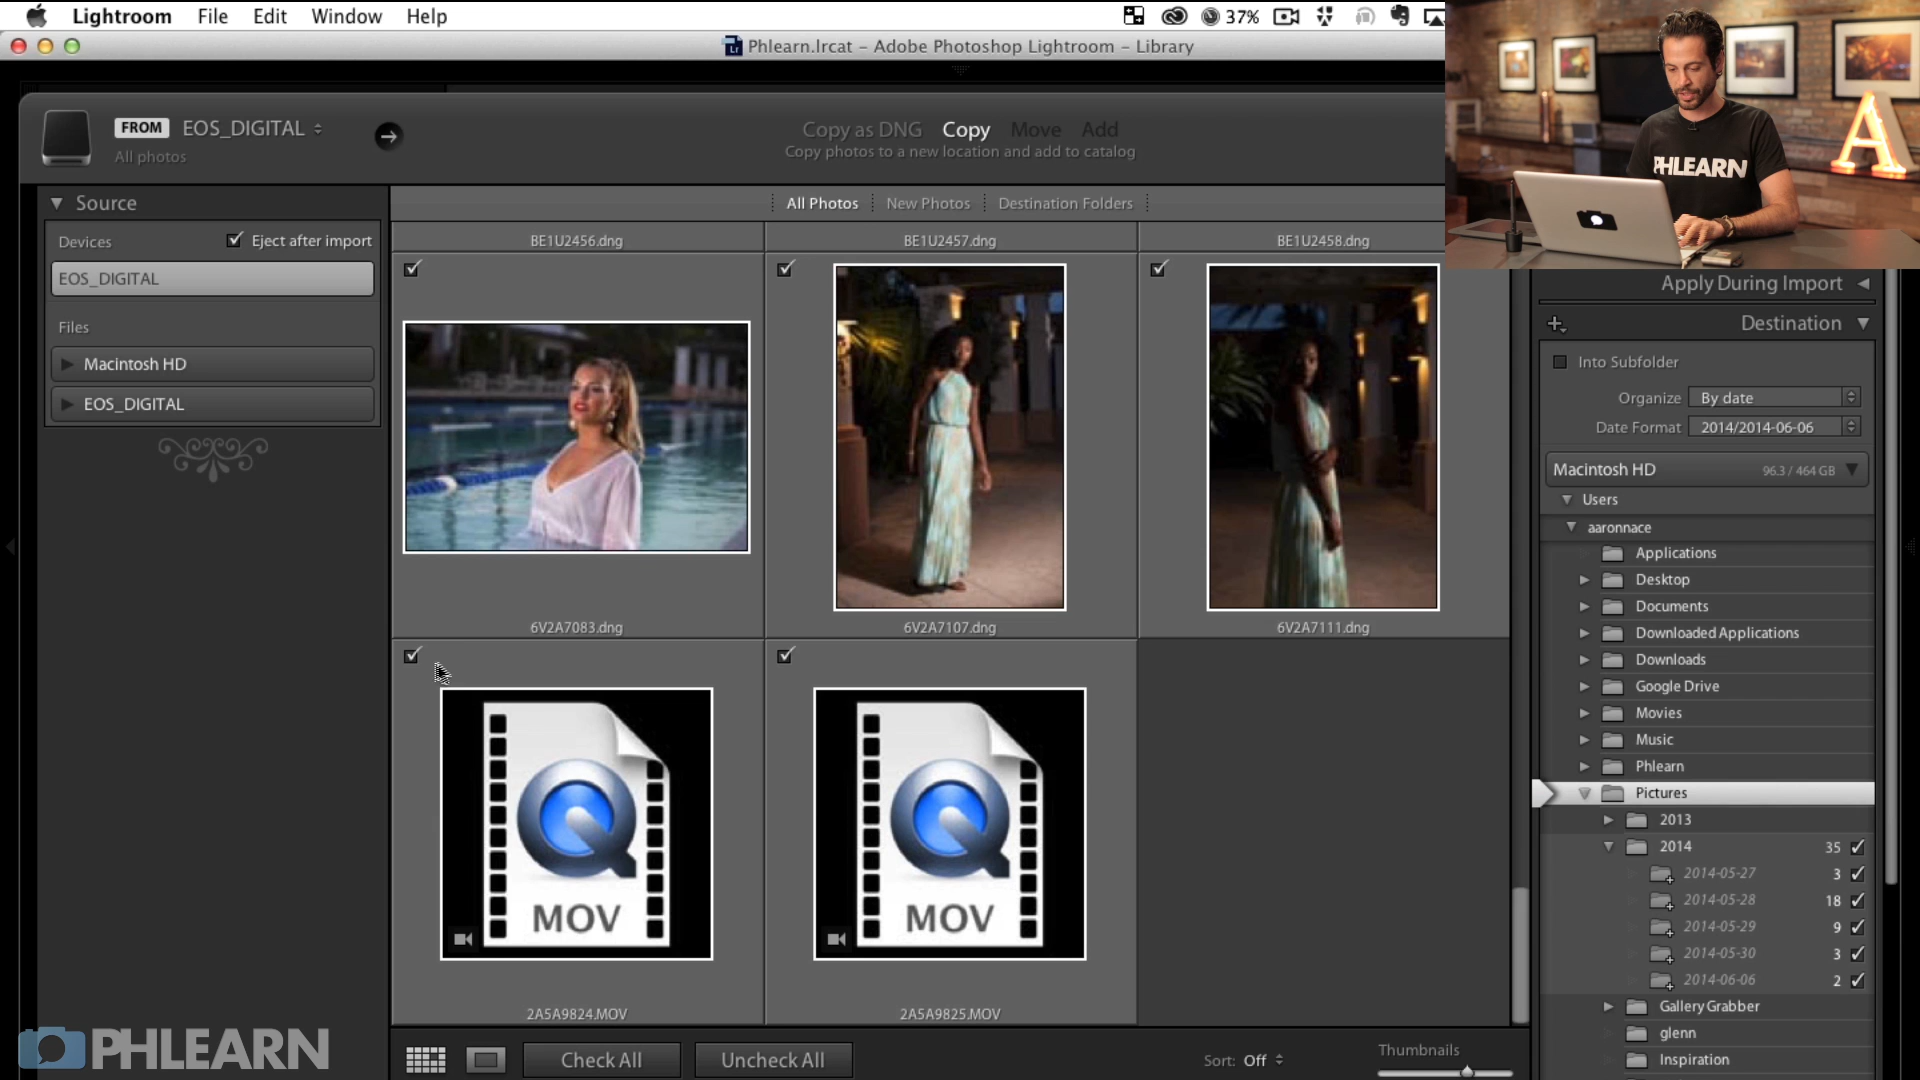 Lightroom File Edit Window Help
37%
Phlearn.lrcat – Adobe Photoshop Lightroom – Library
FROM EOS_DIGITAL
All photos
Copy as DNG Copy Move Add
Copy photos to a new location and add to catalog
PHLEARN
A
Source
Devices Eject after import
EOS_DIGITAL
Files
Macintosh HD
EOS_DIGITAL
All Photos New Photos Destination Folders
BE1U2456.dng BE1U2457.dng BE1U2458.dng
6V2A7083.dng 6V2A7107.dng 6V2A7111.dng
MOV MOV
2A5A9824.MOV 2A5A9825.MOV
Check All Uncheck All Sort: Off Thumbnails
Apply During Import
Destination
Into Subfolder
Organize By date
Date Format 2014/2014-06-06
Macintosh HD 96.3 / 464 GB
Users
aaronnace
Applications
Desktop
Documents
Downloaded Applications
Downloads
Google Drive
Movies
Music
Phlearn
Pictures
2013
2014 35
2014-05-27 3
2014-05-28 18
2014-05-29 9
2014-05-30 3
2014-06-06 2
Gallery Grabber
glenn
Inspiration
PHLEARN